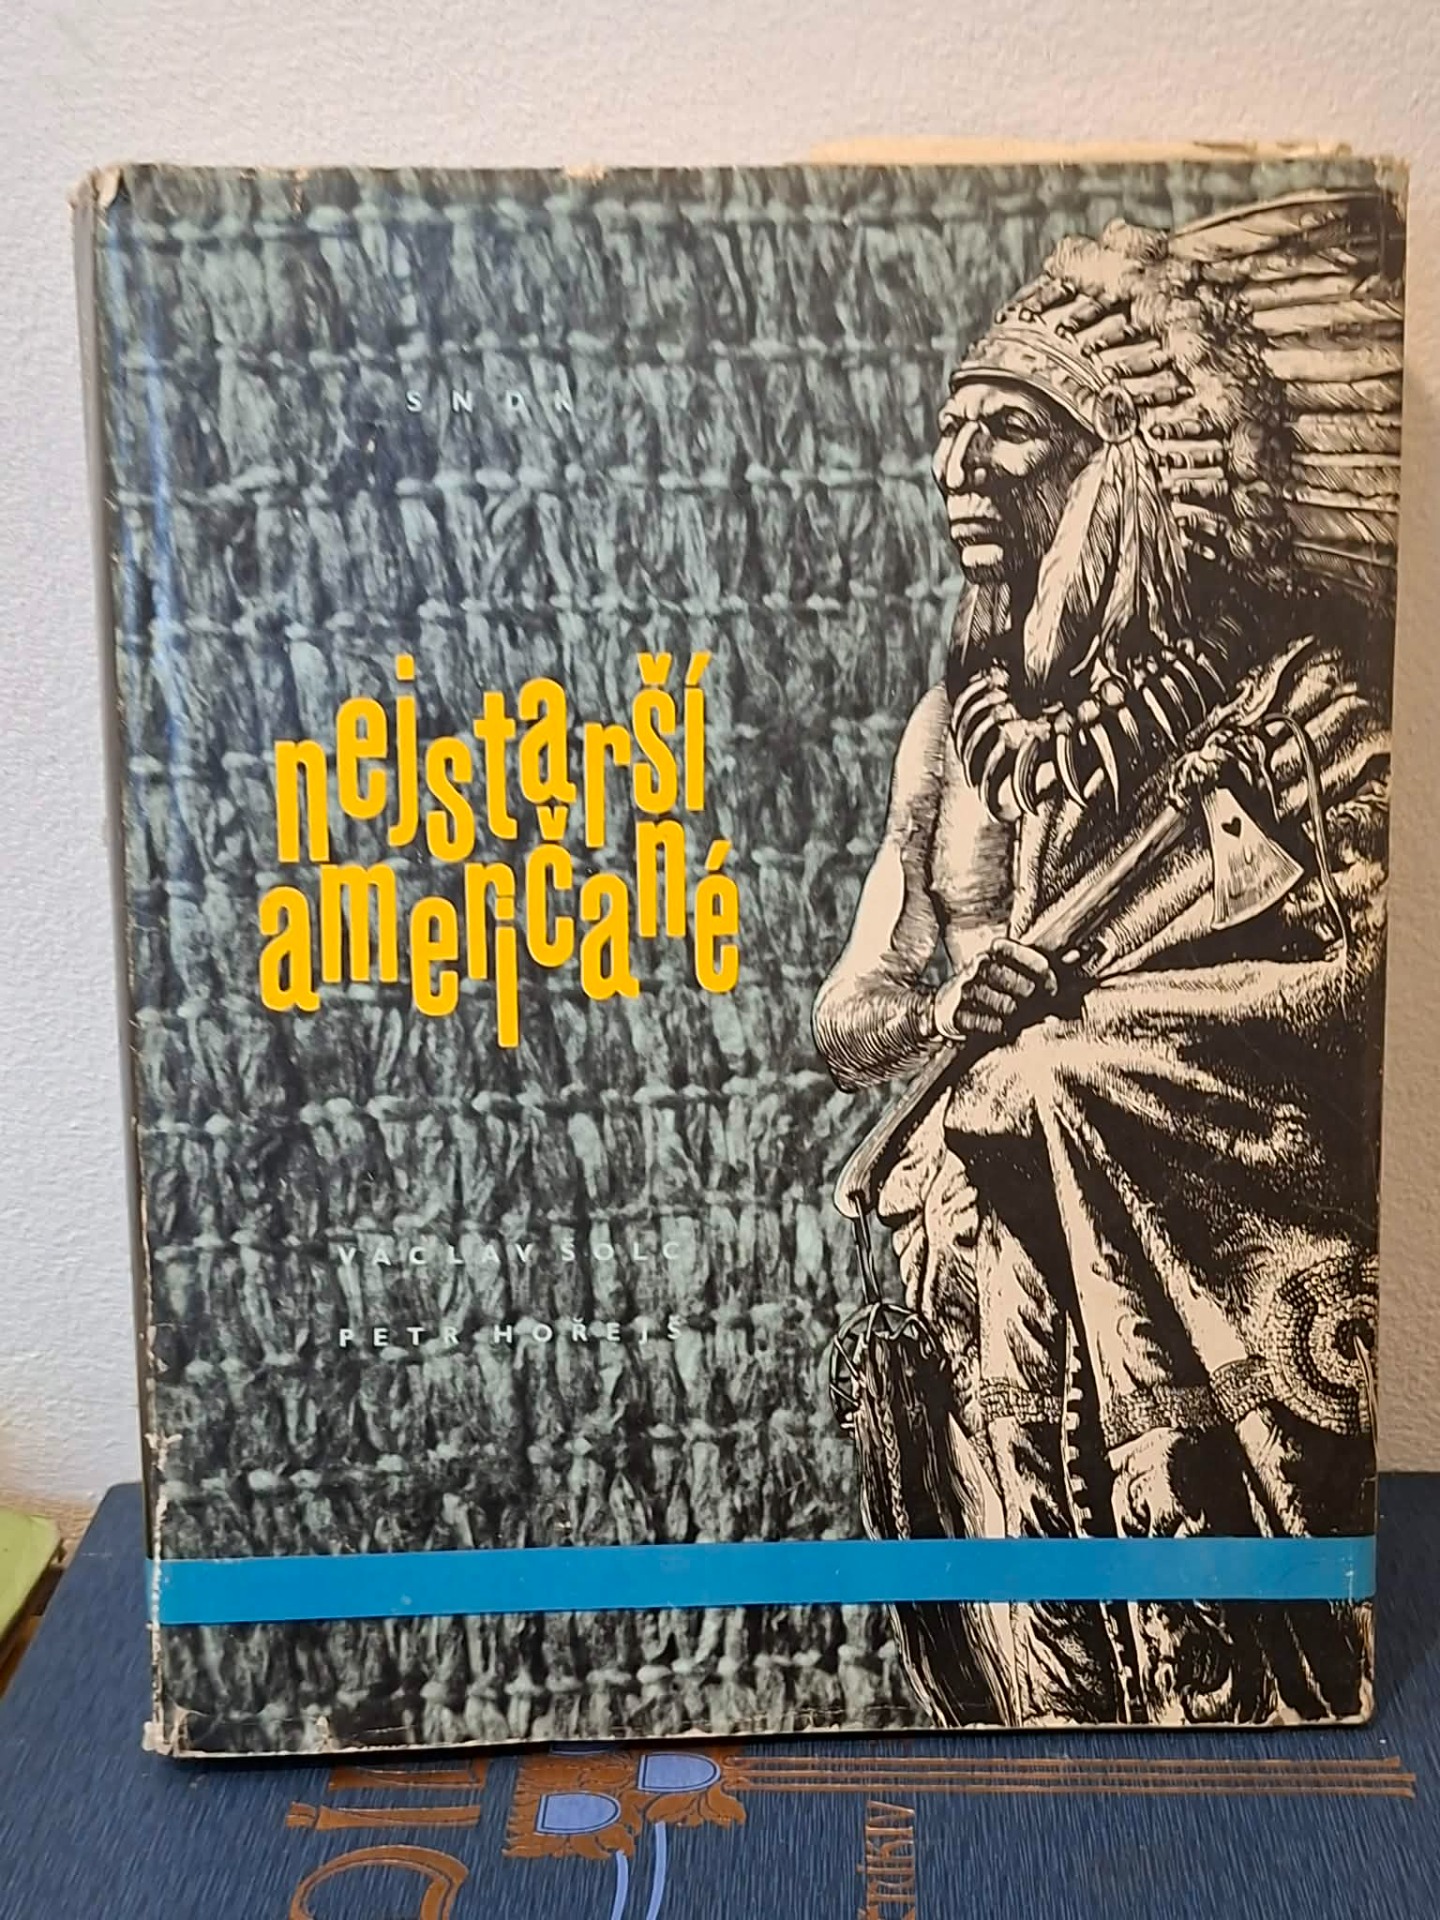 SNDK
nejstarší
američané
VÁCLAV ŠOLC
PETR HOŘEJŠ